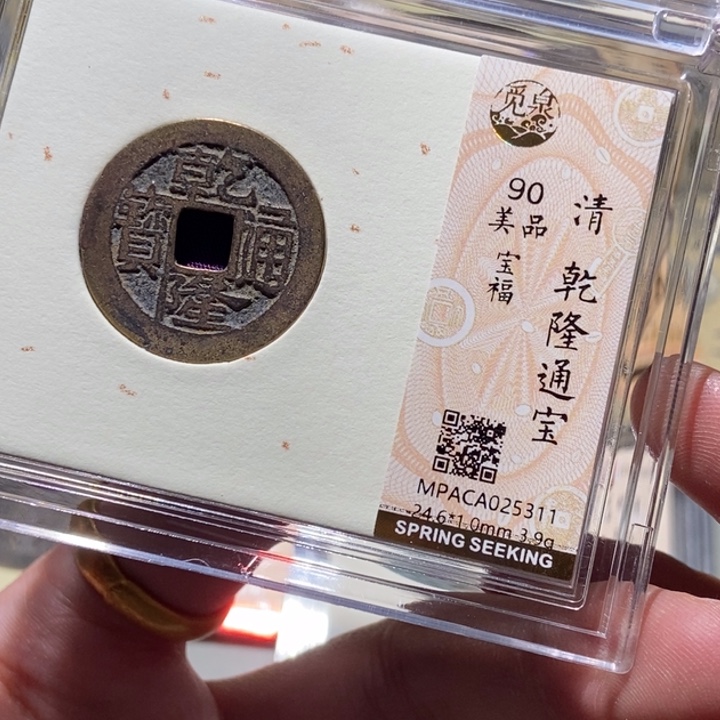 乾隆通寶
觅泉
清 乾隆通宝
90
美品
宝福
MPACA025311
24.6*1.0mm 3.9g
SPRING SEEKING